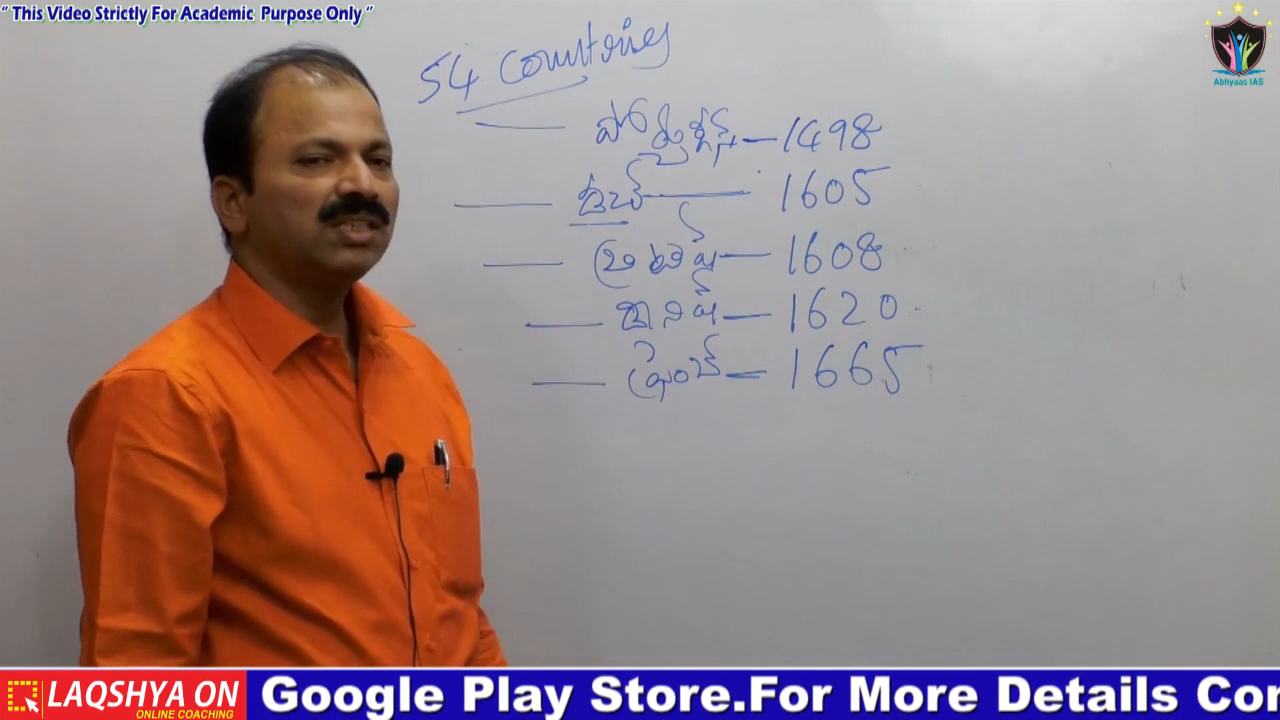 " This Video Strictly For Academic Purpose Only "
Abhyaas IAS
54 countries
పోర్చుగీస్ - 1498
డచ్ - 1605
బ్రిటిష్ - 1608
డానిష్ - 1620
ఫ్రెంచ్ - 1665
LAQSHYA ON
ONLINE COACHING
Google Play Store.For More Details Con